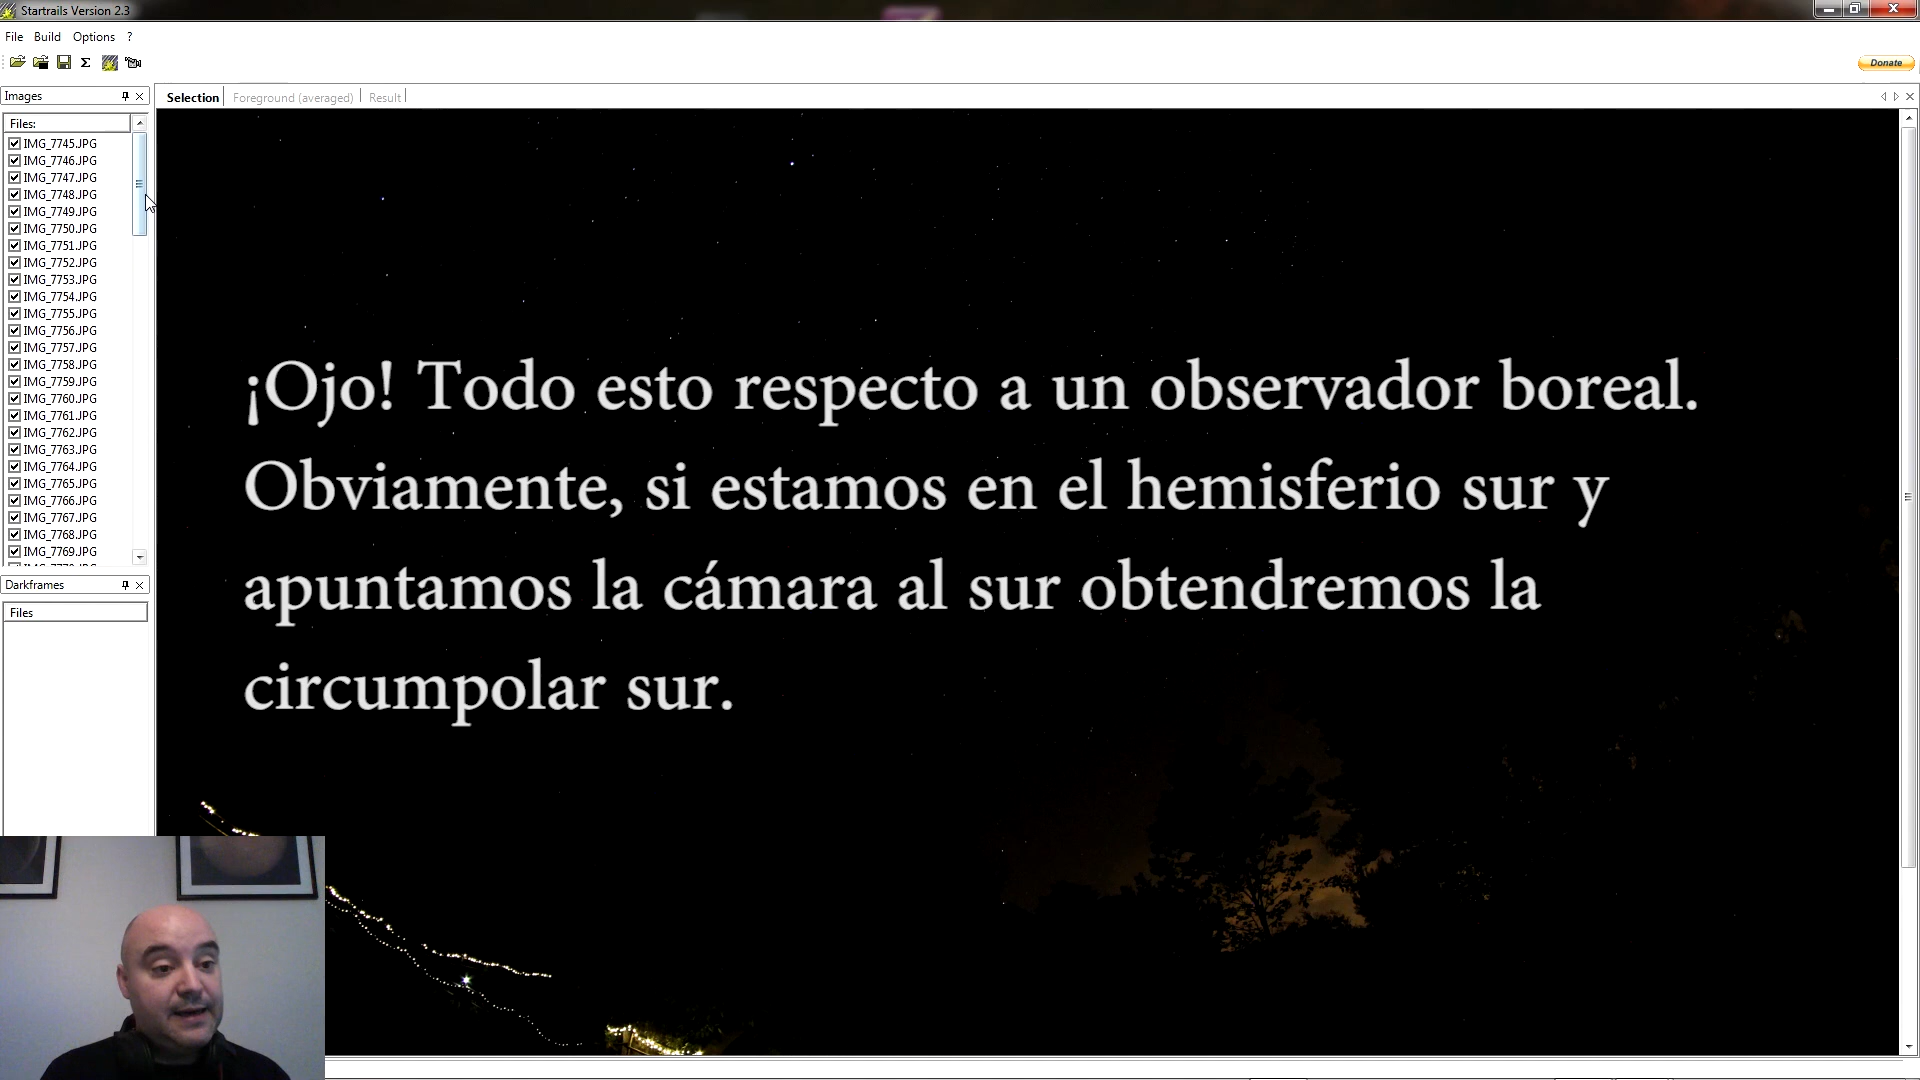 Startrails Version 2.3
File Build Options ?
Donate
Images
Selection Foreground (averaged) Result
Files:
IMG_7745.JPG
IMG_7746.JPG
IMG_7747.JPG
IMG_7748.JPG
IMG_7749.JPG
IMG_7750.JPG
IMG_7751.JPG
IMG_7752.JPG
IMG_7753.JPG
IMG_7754.JPG
IMG_7755.JPG
IMG_7756.JPG
IMG_7757.JPG
IMG_7758.JPG
IMG_7759.JPG
IMG_7760.JPG
IMG_7761.JPG
IMG_7762.JPG
IMG_7763.JPG
IMG_7764.JPG
IMG_7765.JPG
IMG_7766.JPG
IMG_7767.JPG
IMG_7768.JPG
IMG_7769.JPG
Darkframes
Files
¡Ojo! Todo esto respecto a un observador boreal.
Obviamente, si estamos en el hemisferio sur y
apuntamos la cámara al sur obtendremos la
circumpolar sur.